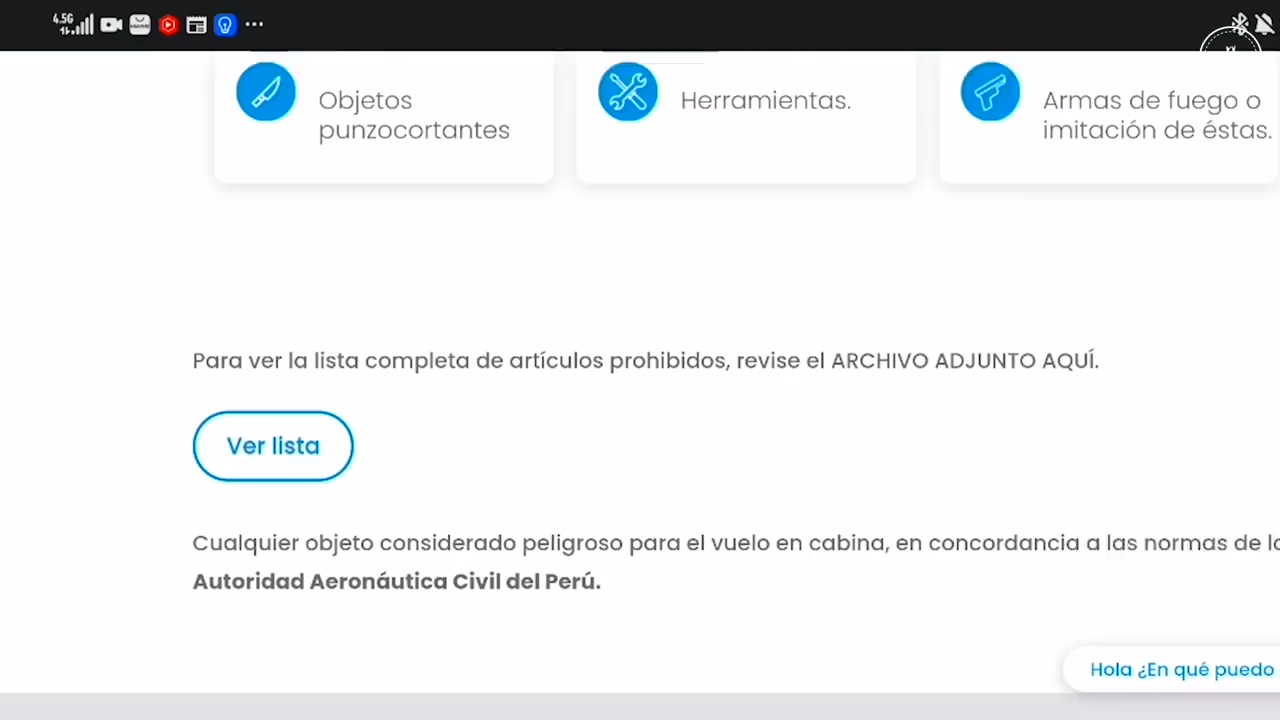 4.5G
Objetos
punzocortantes
Herramientas.
Armas de fuego o
imitación de éstas.
Para ver la lista completa de artículos prohibidos, revise el ARCHIVO ADJUNTO AQUÍ.
Ver lista
Cualquier objeto considerado peligroso para el vuelo en cabina, en concordancia a las normas de
Autoridad Aeronáutica Civil del Perú.
Hola ¿En qué puedo